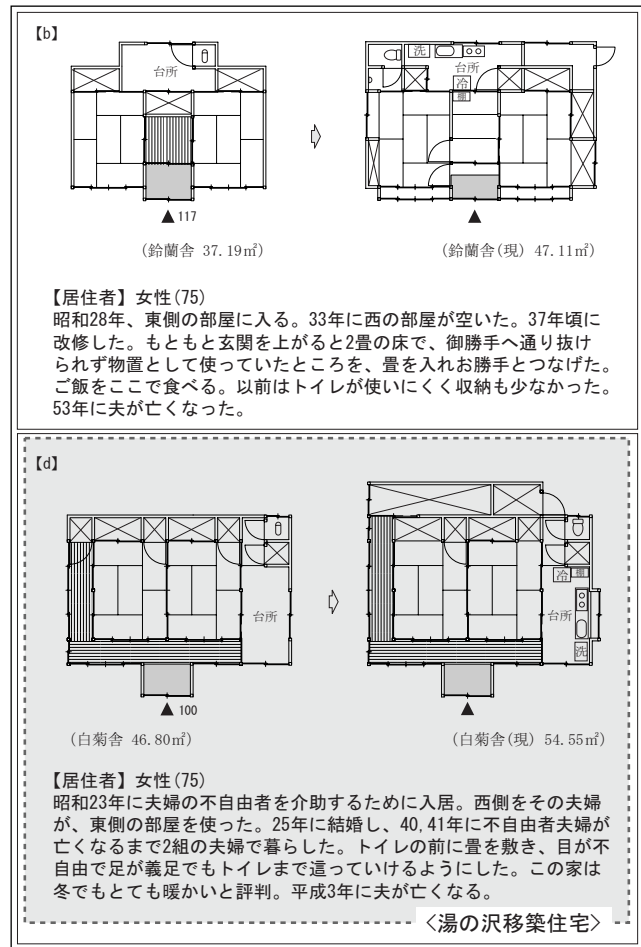 【b】
台所
洗
台所
冷
棚
▲ 117
▲
(鈴蘭舎 37.19㎡)
(鈴蘭舎(現) 47.11㎡)
【居住者】女性(75)
昭和28年、東側の部屋に入る。33年に西の部屋が空いた。37年頃に
改修した。もともと玄関を上がると2畳の床で、御勝手へ通り抜け
られず物置として使っていたところを、畳を入れお勝手とつなげた。
ご飯をここで食べる。以前はトイレが使いにくく収納も少なかった。
53年に夫が亡くなった。
【d】
台所
冷
棚
台所
洗
▲ 100
▲
(白菊舎 46.80㎡)
(白菊舎(現) 54.55㎡)
【居住者】女性(75)
昭和23年に夫婦の不自由者を介助するために入居。西側をその夫婦
が、東側の部屋を使った。25年に結婚し、40,41年に不自由者夫婦が
亡くなるまで2組の夫婦で暮らした。トイレの前に畳を敷き、目が不
自由で足が義足でもトイレまで這っていけるようにした。この家は
冬でもとても暖かいと評判。平成3年に夫が亡くなる。
〈湯の沢移築住宅〉